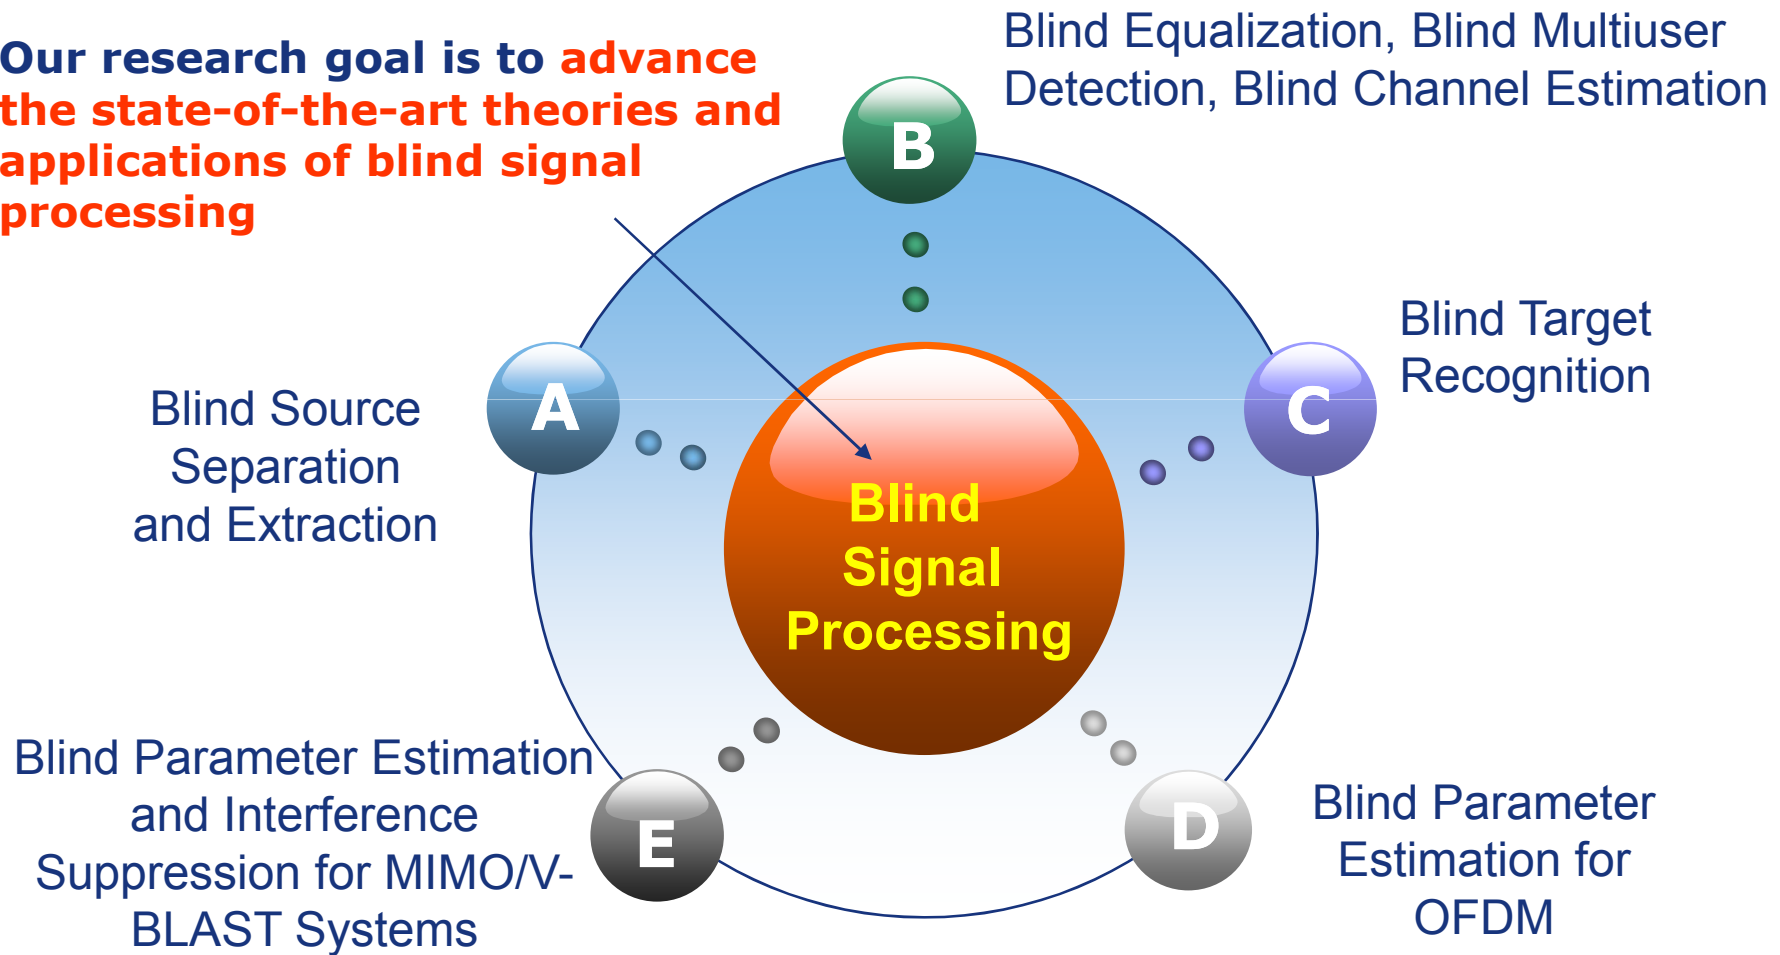 Our research goal is to advance
the state-of-the-art theories and
applications of blind signal
processing
Blind Equalization, Blind Multiuser
Detection, Blind Channel Estimation
B
A
Blind Source
Separation
and Extraction
C
Blind Target
Recognition
Blind
Signal
Processing
E
Blind Parameter Estimation
and Interference
Suppression for MIMO/V-
BLAST Systems
D
Blind Parameter
Estimation for
OFDM